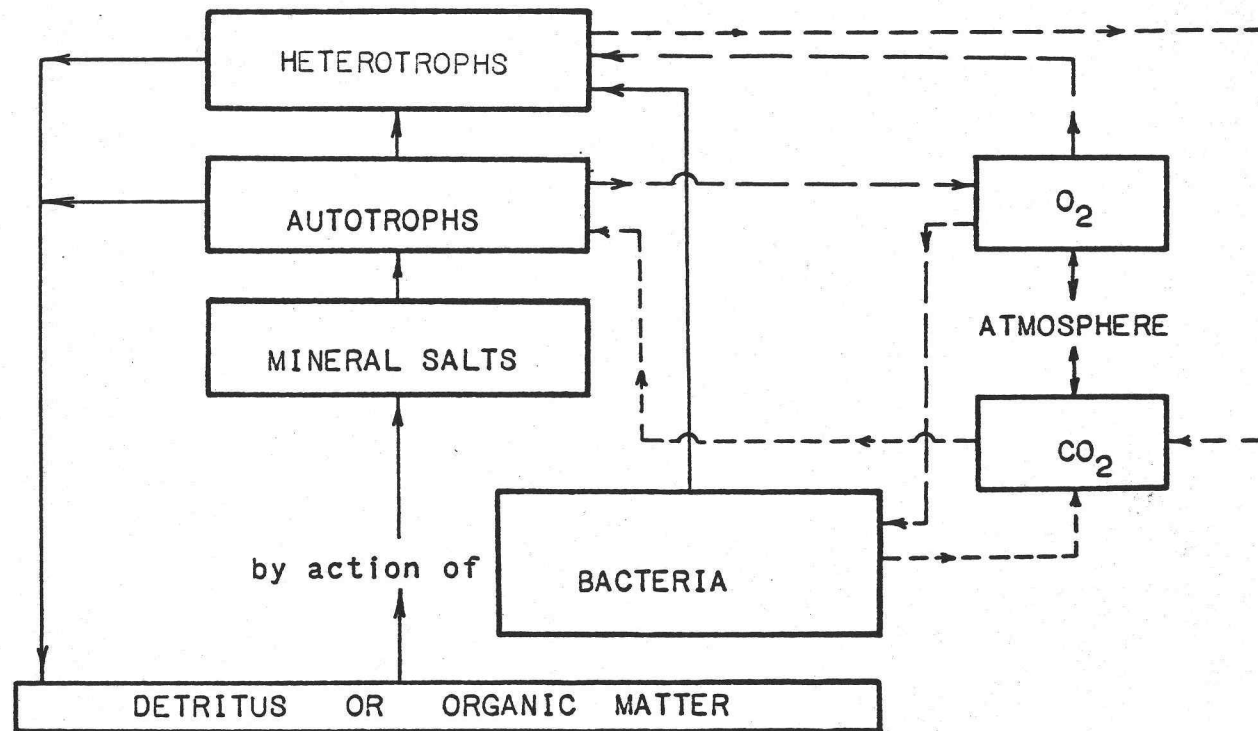 HETEROTROPHS
AUTOTROPHS
O₂
MINERAL SALTS
ATMOSPHERE
CO₂
by action of
BACTERIA
DETRITUS OR ORGANIC MATTER